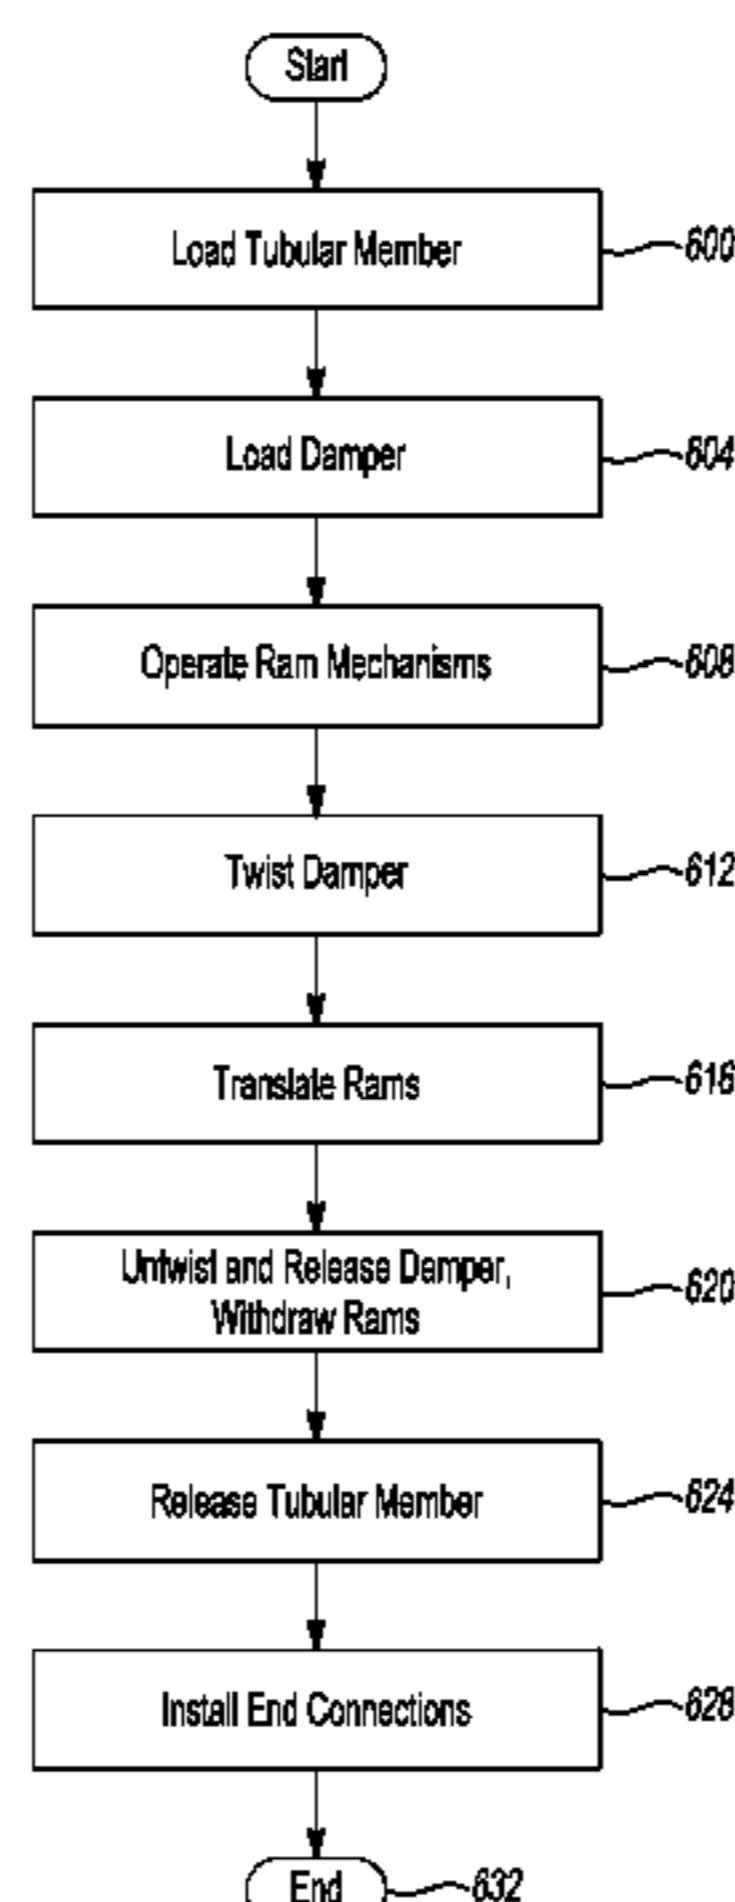 Start
Load Tubular Member
600
Load Damper
604
Operate Ram Mechanisms
608
Twist Damper
612
Translate Rams
616
Untwist and Release Damper,
Withdraw Rams
620
Release Tubular Member
624
Install End Connections
628
End
632